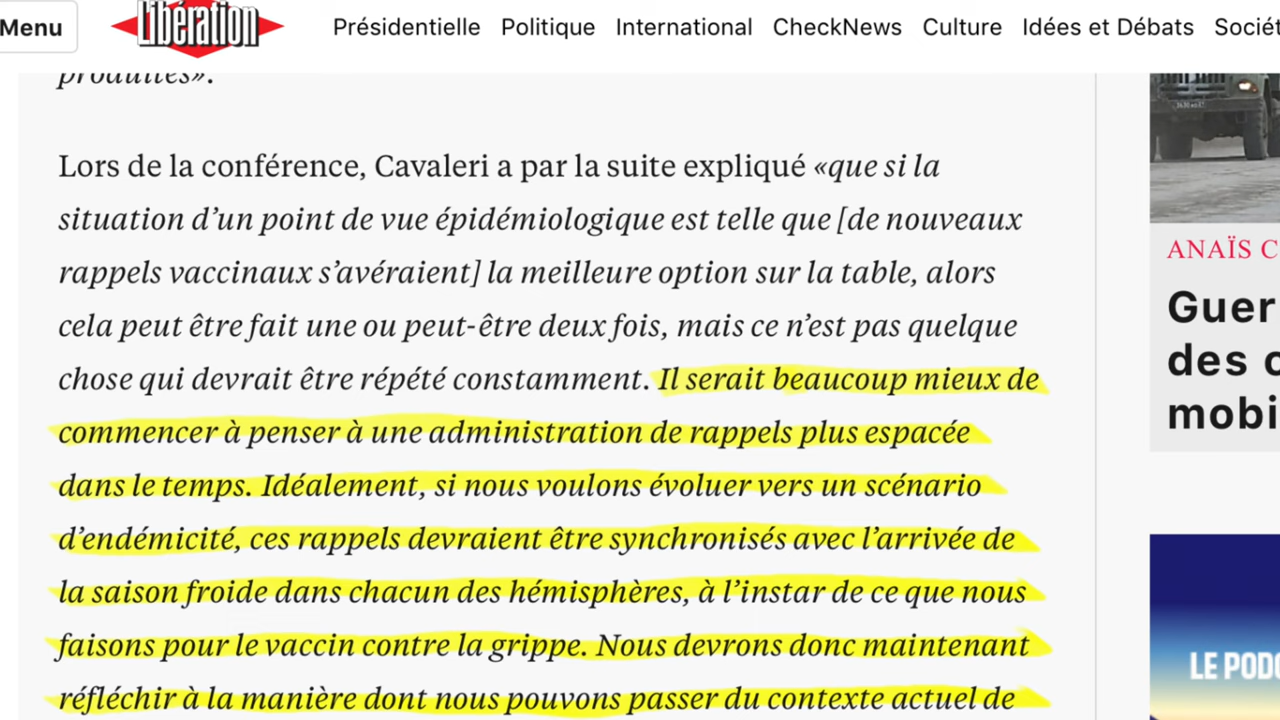 Menu
Libération
Présidentielle Politique International CheckNews Culture Idées et Débats Sociét
produites».
Lors de la conférence, Cavaleri a par la suite expliqué «que si la
situation d’un point de vue épidémiologique est telle que [de nouveaux
rappels vaccinaux s’avéraient] la meilleure option sur la table, alors
cela peut être fait une ou peut-être deux fois, mais ce n’est pas quelque
chose qui devrait être répété constamment. Il serait beaucoup mieux de
commencer à penser à une administration de rappels plus espacée
dans le temps. Idéalement, si nous voulons évoluer vers un scénario
d’endémicité, ces rappels devraient être synchronisés avec l’arrivée de
la saison froide dans chacun des hémisphères, à l’instar de ce que nous
faisons pour le vaccin contre la grippe. Nous devrons donc maintenant
réfléchir à la manière dont nous pouvons passer du contexte actuel de
ANAÏS C
Guer
des c
mobi
LE PODC